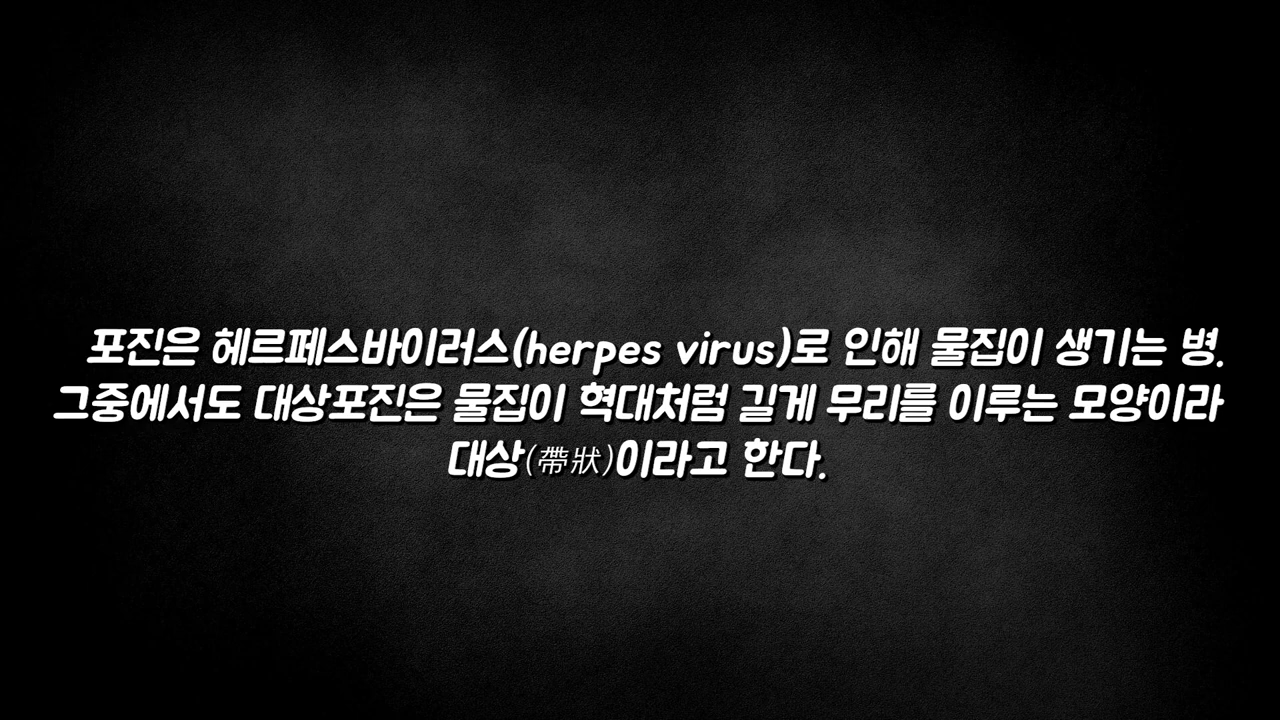 포진은 헤르페스바이러스(herpes virus)로 인해 물집이 생기는 병.
그중에서도 대상포진은 물집이 혁대처럼 길게 무리를 이루는 모양이라
대상(帶狀)이라고 한다.